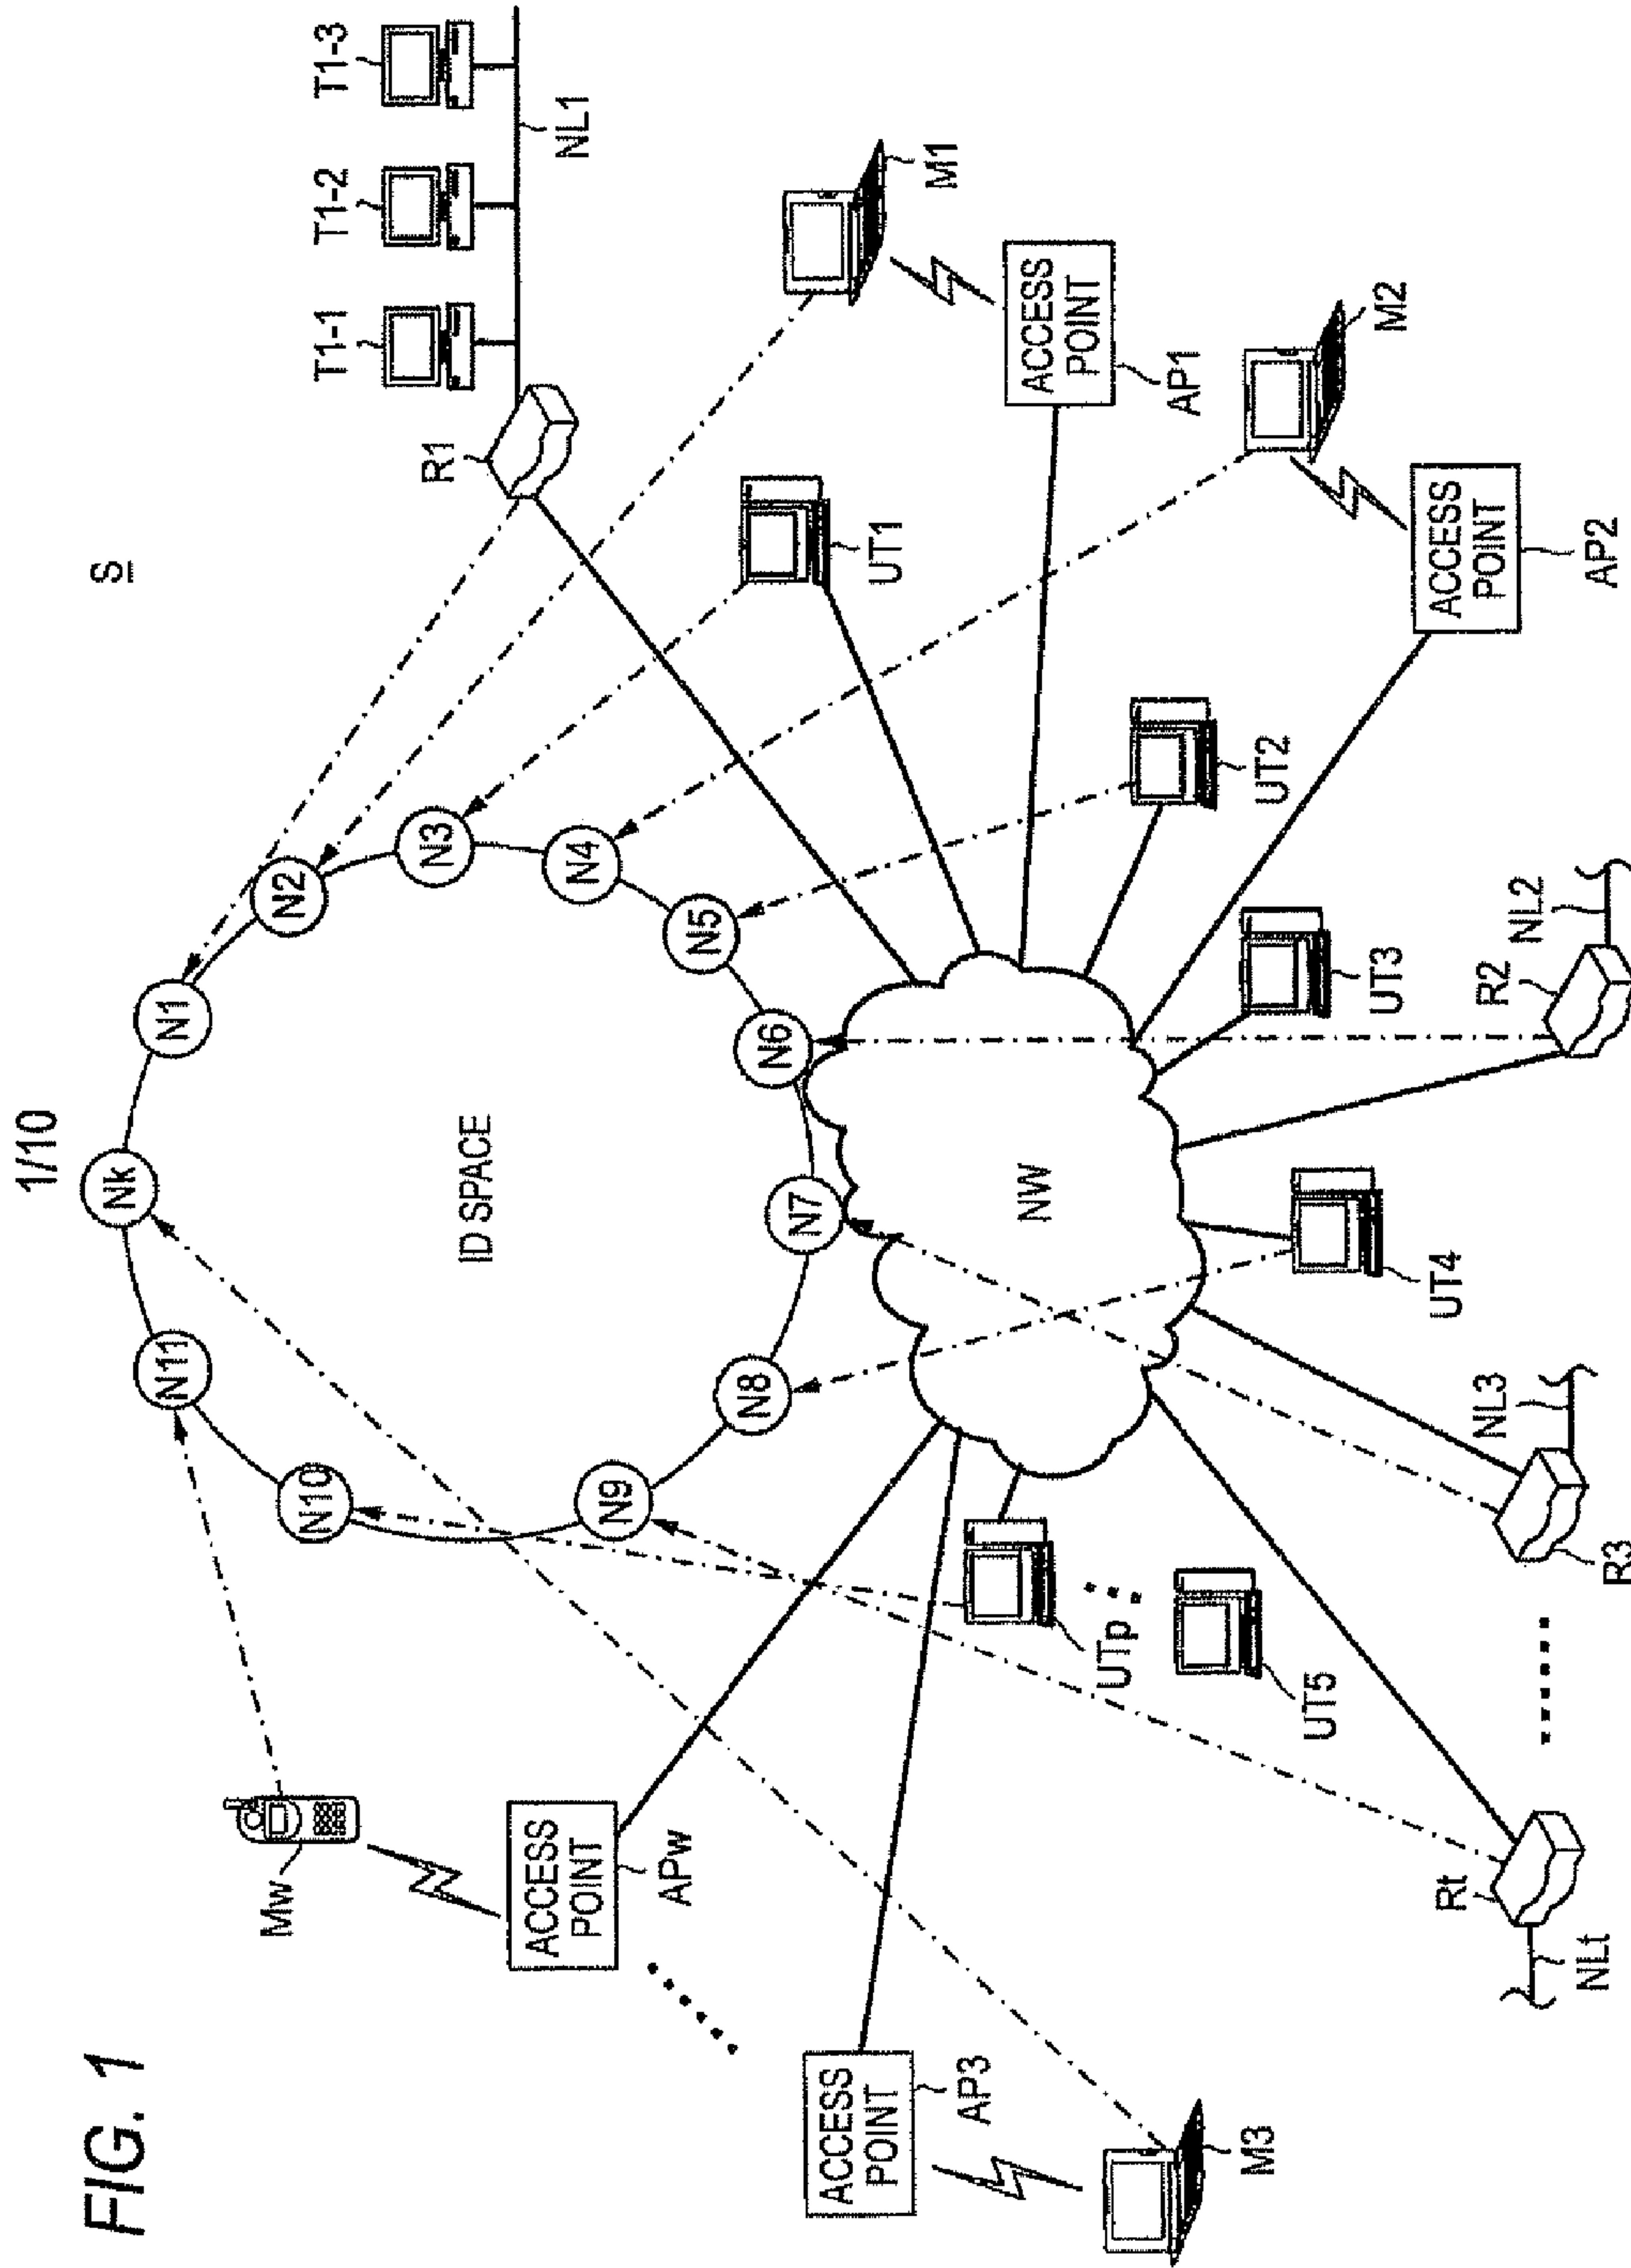 1/10
FIG. 1
S
Nk
N1
N11
N2
N10
N3
ID SPACE
N4
N9
N5
N8
N6
N7
T1-1
T1-2
T1-3
NL1
R1
Mw
ACCESS
POINT
APw
UT1
M1
ACCESS
POINT
AP1
ACCESS
POINT
AP3
NW
M3
UTp
UT5
UT2
M2
ACCESS
POINT
AP2
UT3
UT4
Rt
NLt
R3
NL3
R2
NL2